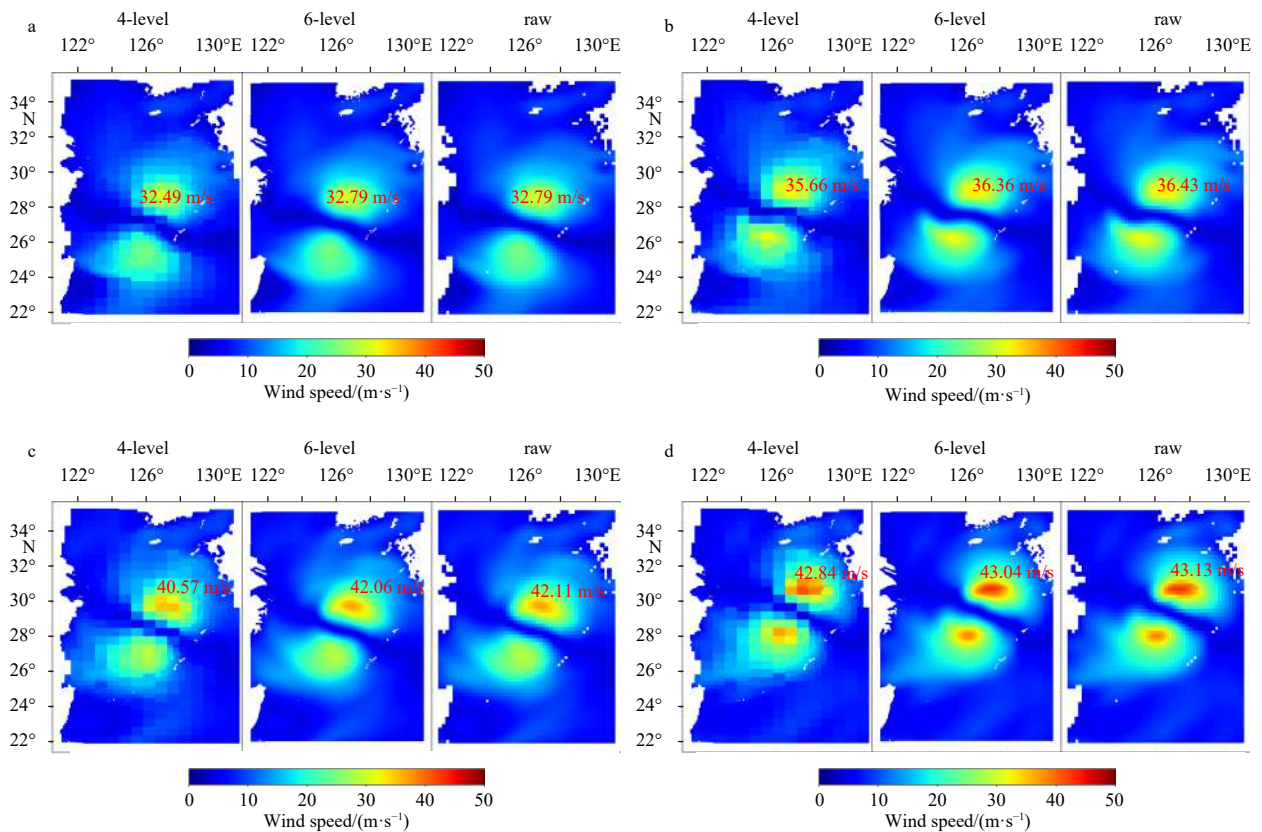 a
4-level 6-level raw
122° 126° 130°E 122° 126° 130°E 122° 126° 130°E
34°
N
32°
30°
28°
26°
24°
22°
32.49 m/s 32.79 m/s 32.79 m/s
0 10 20 30 40 50
Wind speed/(m·s⁻¹)
b
4-level 6-level raw
122° 126° 130°E 122° 126° 130°E 122° 126° 130°E
34°
N
32°
30°
28°
26°
24°
22°
35.66 m/s 36.36 m/s 36.43 m/s
0 10 20 30 40 50
Wind speed/(m·s⁻¹)
c
4-level 6-level raw
122° 126° 130°E 122° 126° 130°E 122° 126° 130°E
34°
N
32°
30°
28°
26°
24°
22°
40.57 m/s 42.06 m/s 42.11 m/s
0 10 20 30 40 50
Wind speed/(m·s⁻¹)
d
4-level 6-level raw
122° 126° 130°E 122° 126° 130°E 122° 126° 130°E
34°
N
32°
30°
28°
26°
24°
22°
42.84 m/s 43.04 m/s 43.13 m/s
0 10 20 30 40 50
Wind speed/(m·s⁻¹)